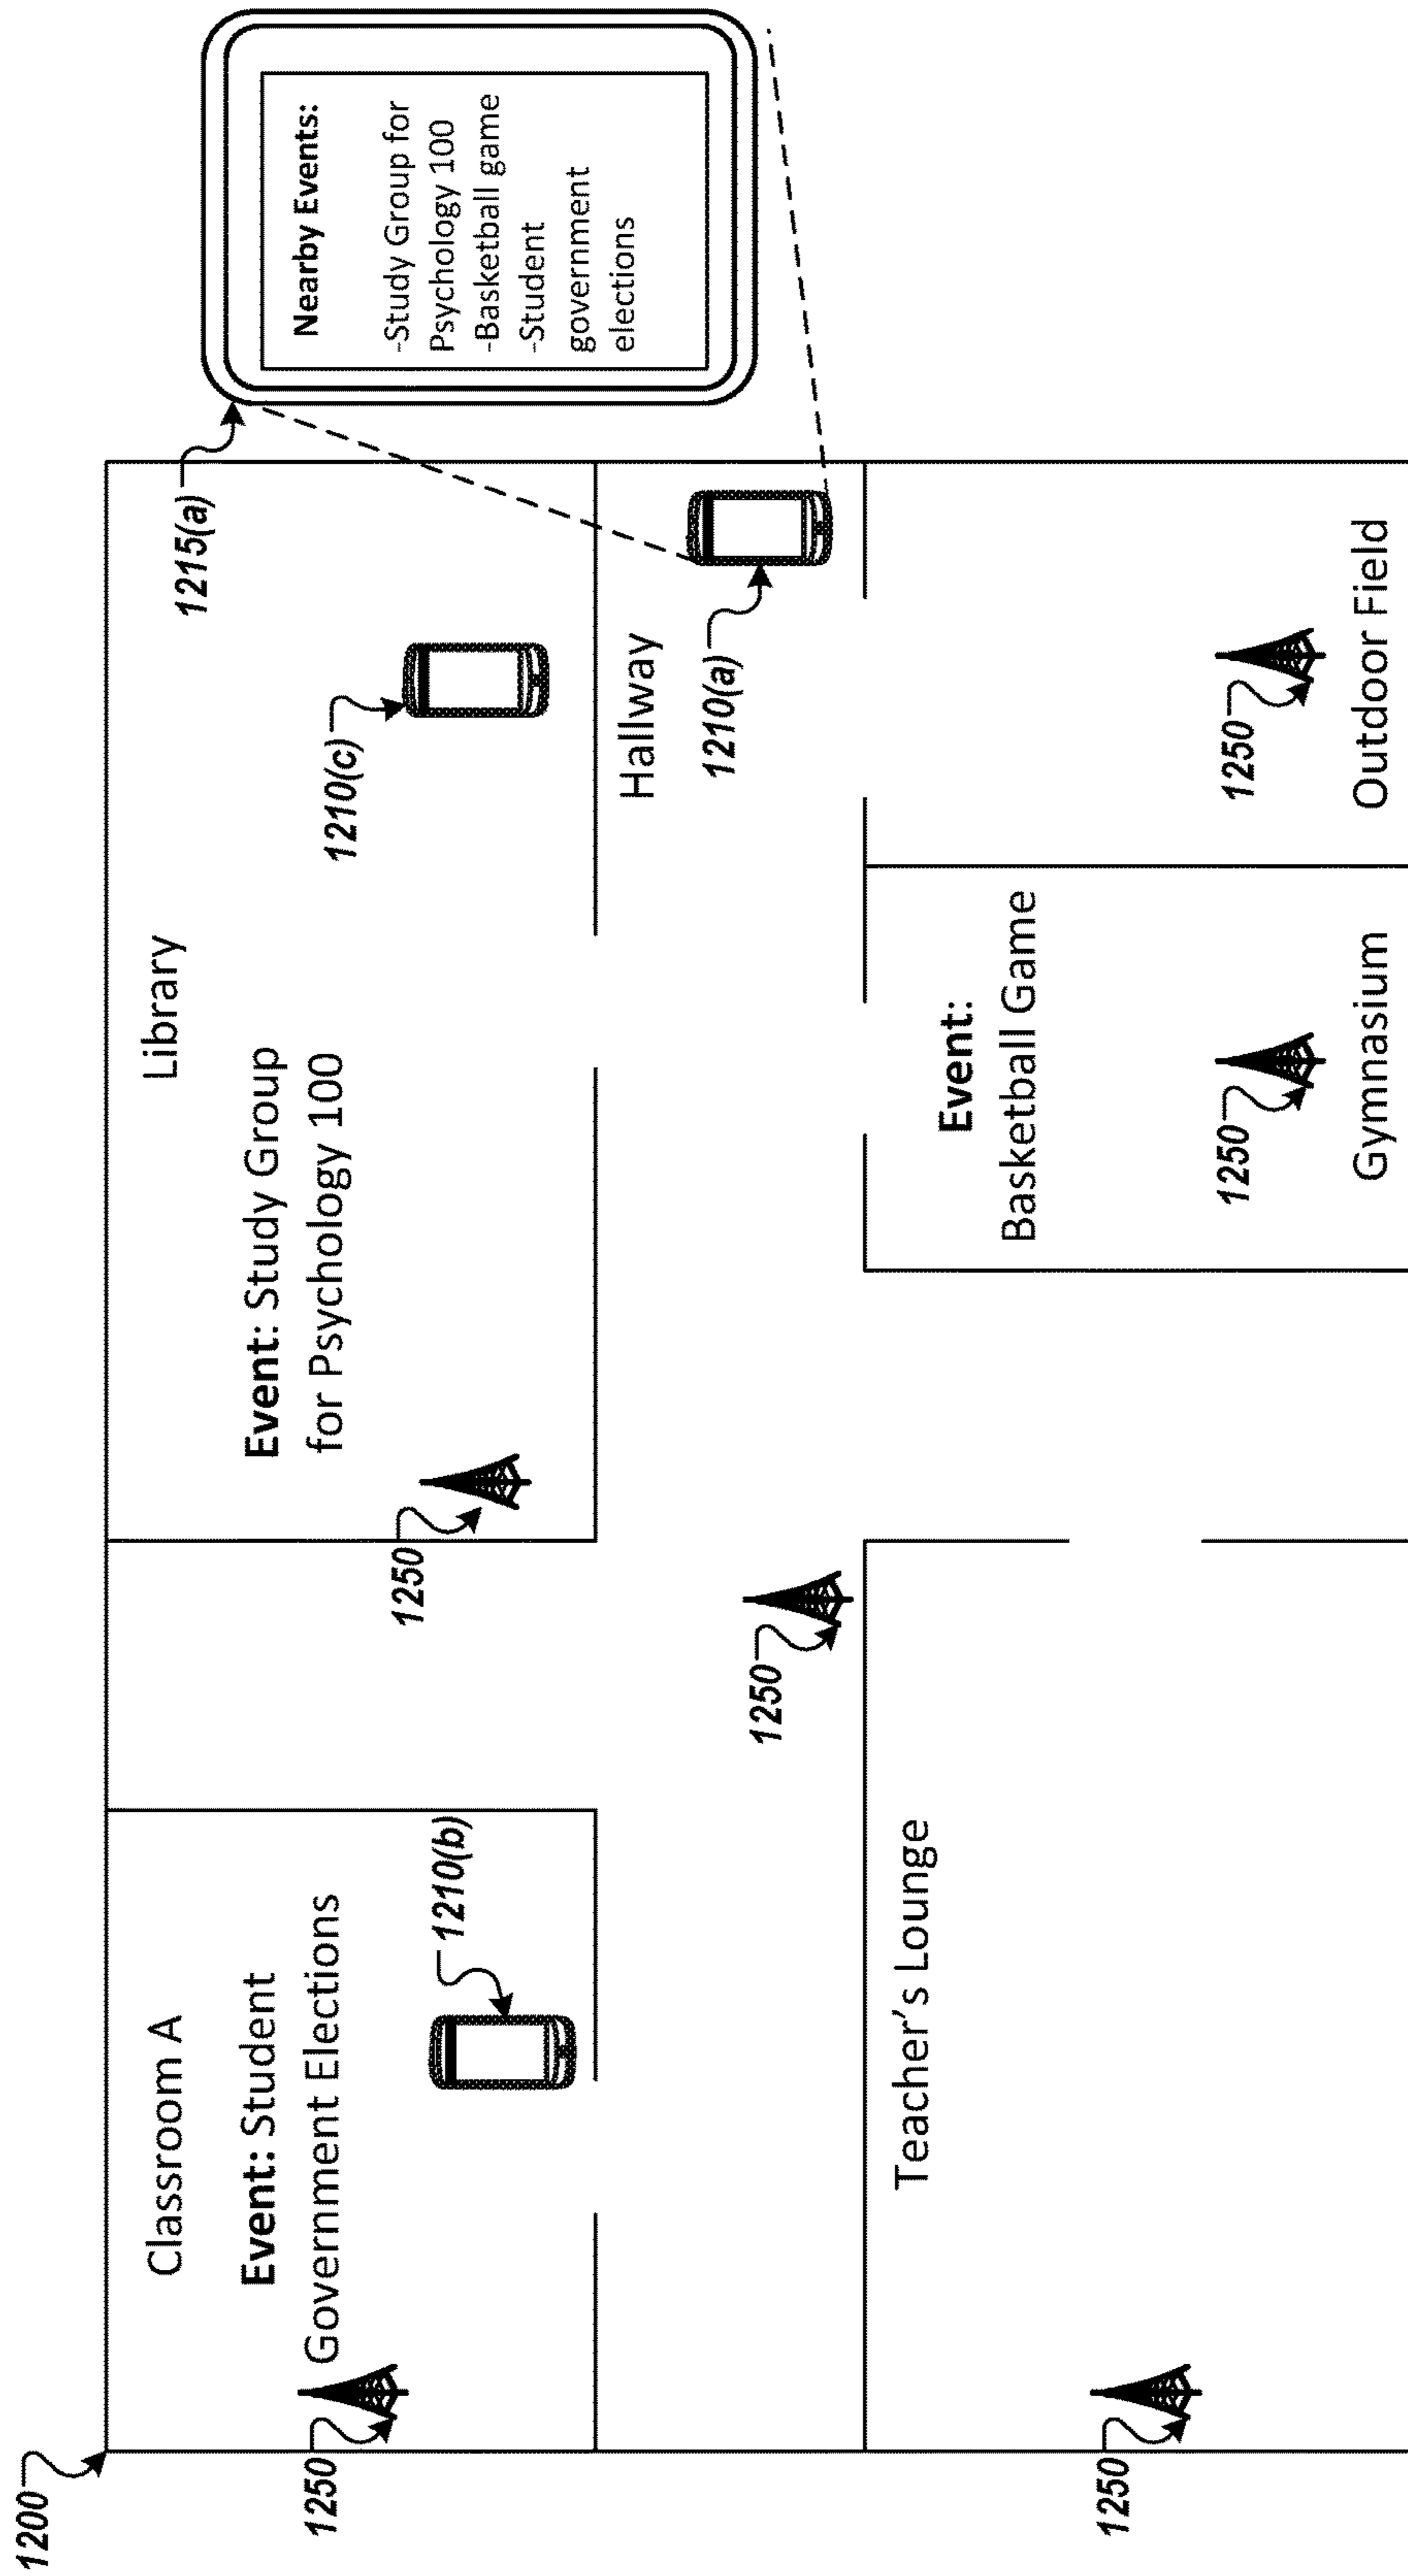 1200
Classroom A
Event: Student
Government Elections
1250
1210(b)
Library
Event: Study Group
for Psychology 100
1250
1210(c)
1215(a)
Nearby Events:
-Study Group for
Psychology 100
-Basketball game
-Student
government
elections
Hallway
1210(a)
1250
Teacher's Lounge
1250
Event:
Basketball Game
1250
Gymnasium
1250
Outdoor Field